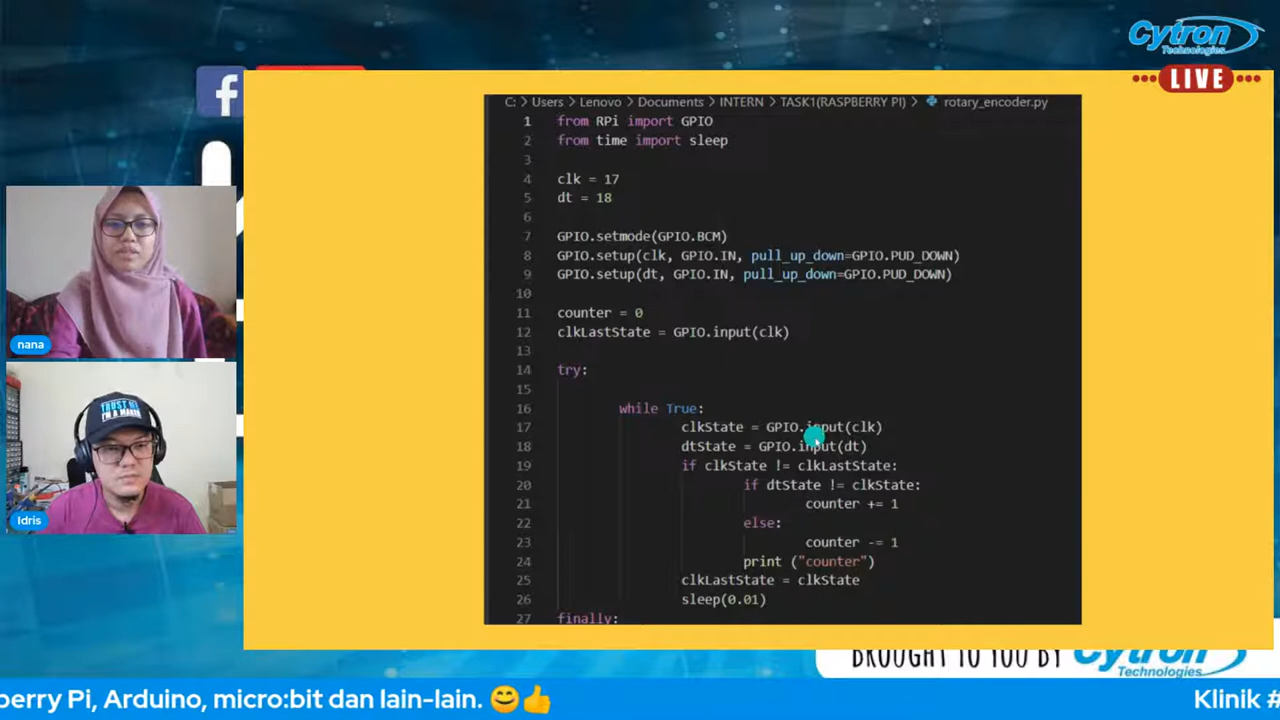 Cytron
Technologies
LIVE
f
C: > Users > Lenovo > Documents > INTERN > TASK1(RASPBERRY PI) > rotary_encoder.py
1 from RPi import GPIO
2 from time import sleep
3
4 clk = 17
5 dt = 18
6
7 GPIO.setmode(GPIO.BCM)
8 GPIO.setup(clk, GPIO.IN, pull_up_down=GPIO.PUD_DOWN)
9 GPIO.setup(dt, GPIO.IN, pull_up_down=GPIO.PUD_DOWN)
10
11 counter = 0
12 clkLastState = GPIO.input(clk)
13
14 try:
15
16 while True:
17 clkState = GPIO.input(clk)
18 dtState = GPIO.input(dt)
19 if clkState != clkLastState:
20 if dtState != clkState:
21 counter += 1
22 else:
23 counter -= 1
24 print ("counter")
25 clkLastState = clkState
26 sleep(0.01)
27 finally:
nana
TRUST ME
I'M A MAKER
Idris
BROUGHT TO YOU BY Cytron
Technologies
berry Pi, Arduino, micro:bit dan lain-lain. 😊👍
Klinik #